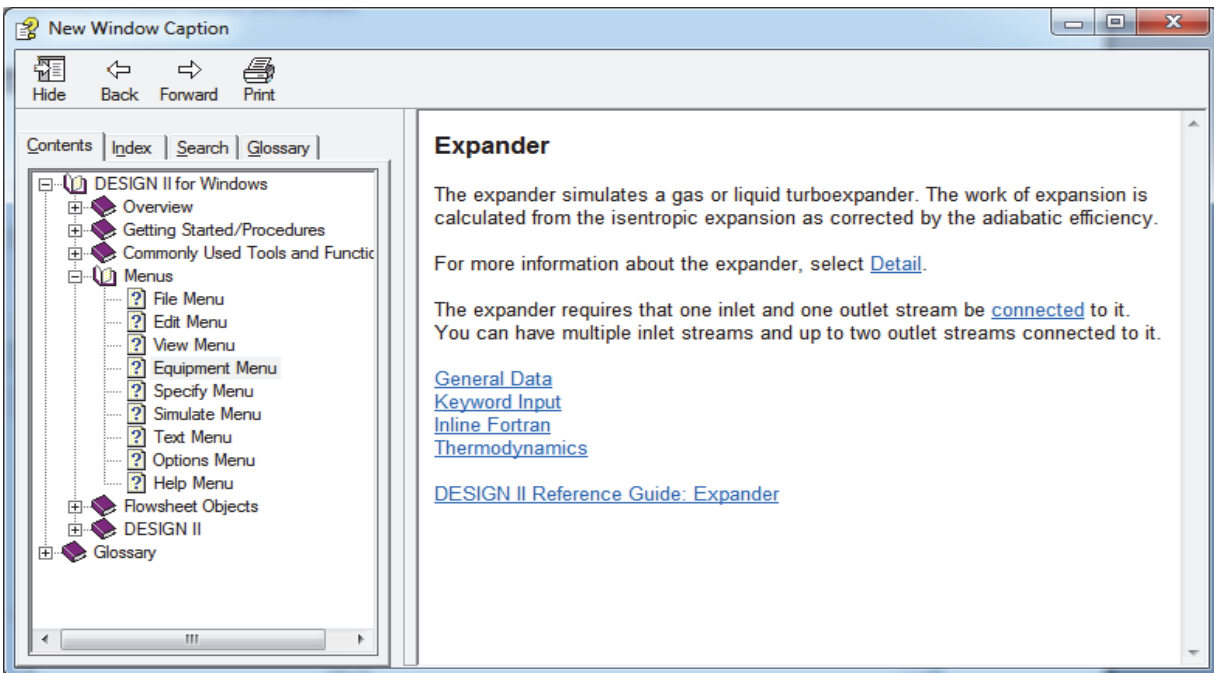 New Window Caption
Hide Back Forward Print
Contents Index Search Glossary
DESIGN II for Windows
Overview
Getting Started/Procedures
Commonly Used Tools and Functic
Menus
File Menu
Edit Menu
View Menu
Equipment Menu
Specify Menu
Simulate Menu
Text Menu
Options Menu
Help Menu
Flowsheet Objects
DESIGN II
Glossary
Expander
The expander simulates a gas or liquid turboexpander. The work of expansion is
calculated from the isentropic expansion as corrected by the adiabatic efficiency.
For more information about the expander, select Detail.
The expander requires that one inlet and one outlet stream be connected to it.
You can have multiple inlet streams and up to two outlet streams connected to it.
General Data
Keyword Input
Inline Fortran
Thermodynamics
DESIGN II Reference Guide: Expander